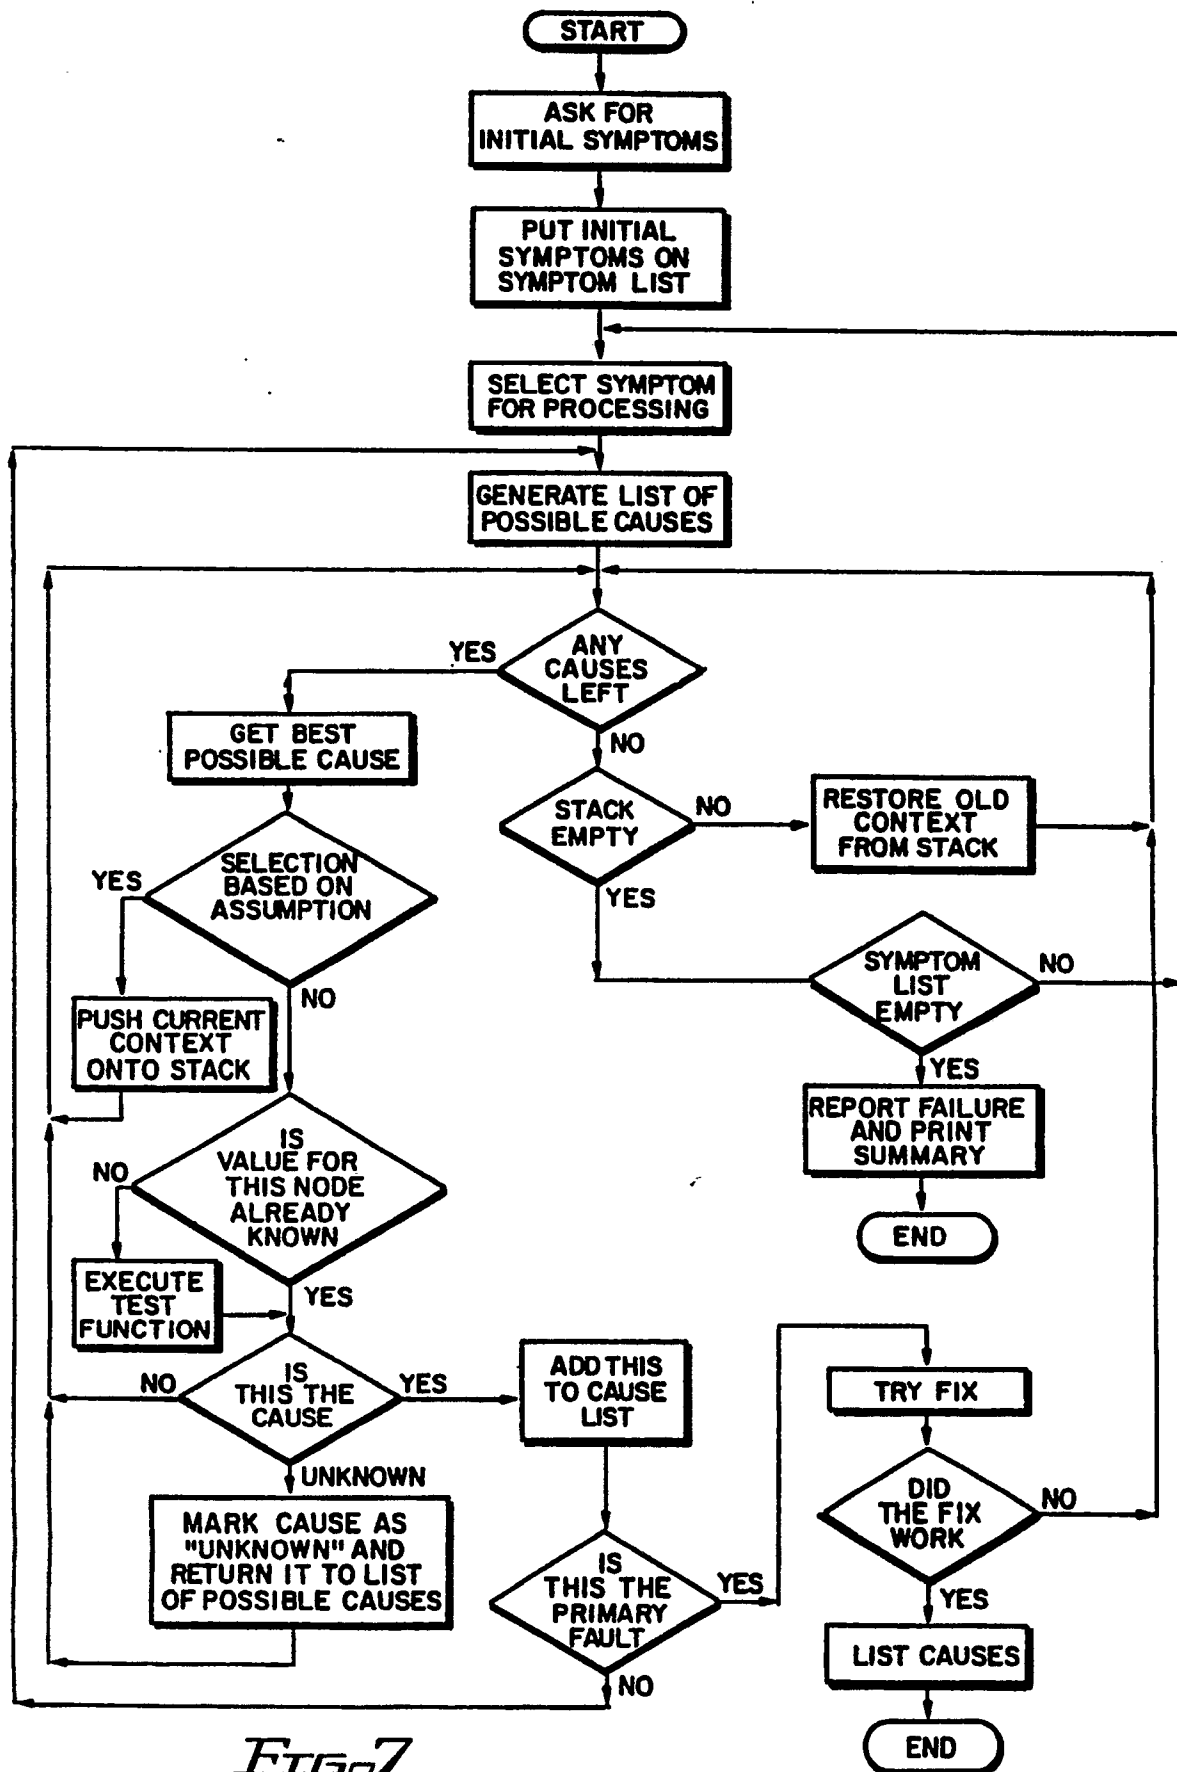 START
ASK FOR
INITIAL SYMPTOMS
PUT INITIAL
SYMPTOMS ON
SYMPTOM LIST
SELECT SYMPTOM
FOR PROCESSING
GENERATE LIST OF
POSSIBLE CAUSES
ANY
CAUSES
LEFT
YES
NO
GET BEST
POSSIBLE CAUSE
STACK
EMPTY
NO
YES
RESTORE OLD
CONTEXT
FROM STACK
SELECTION
BASED ON
ASSUMPTION
YES
NO
SYMPTOM
LIST
EMPTY
NO
YES
PUSH CURRENT
CONTEXT
ONTO STACK
REPORT FAILURE
AND PRINT
SUMMARY
END
IS
VALUE FOR
THIS NODE
ALREADY
KNOWN
NO
YES
EXECUTE
TEST
FUNCTION
IS
THIS THE
CAUSE
NO
YES
UNKNOWN
ADD THIS
TO CAUSE
LIST
TRY FIX
MARK CAUSE AS
"UNKNOWN" AND
RETURN IT TO LIST
OF POSSIBLE CAUSES
DID
THE FIX
WORK
NO
YES
IS
THIS THE
PRIMARY
FAULT
YES
NO
LIST CAUSES
END
FIG. 7